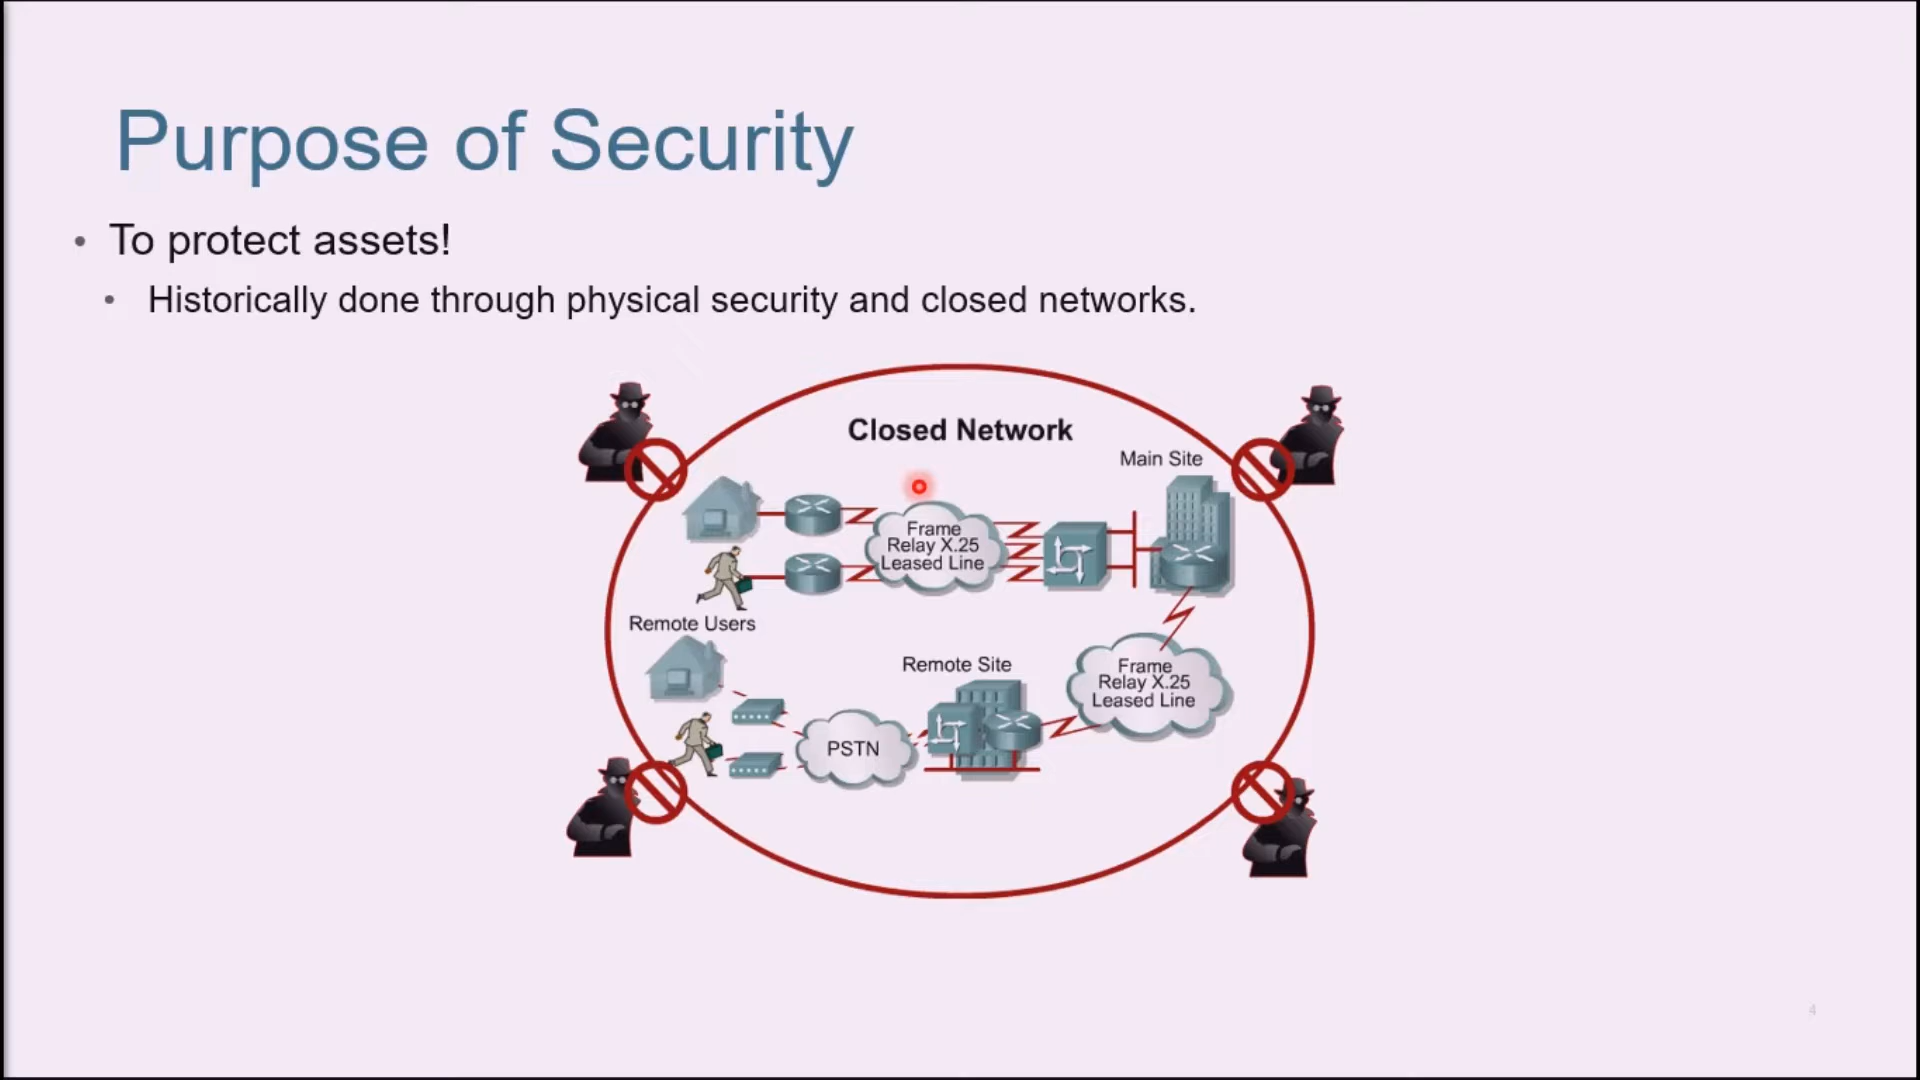 Purpose of Security
• To protect assets!
• Historically done through physical security and closed networks.
Closed Network
Main Site
Frame
Relay X.25
Leased Line
Remote Users
Remote Site
Frame
Relay X.25
Leased Line
PSTN
4